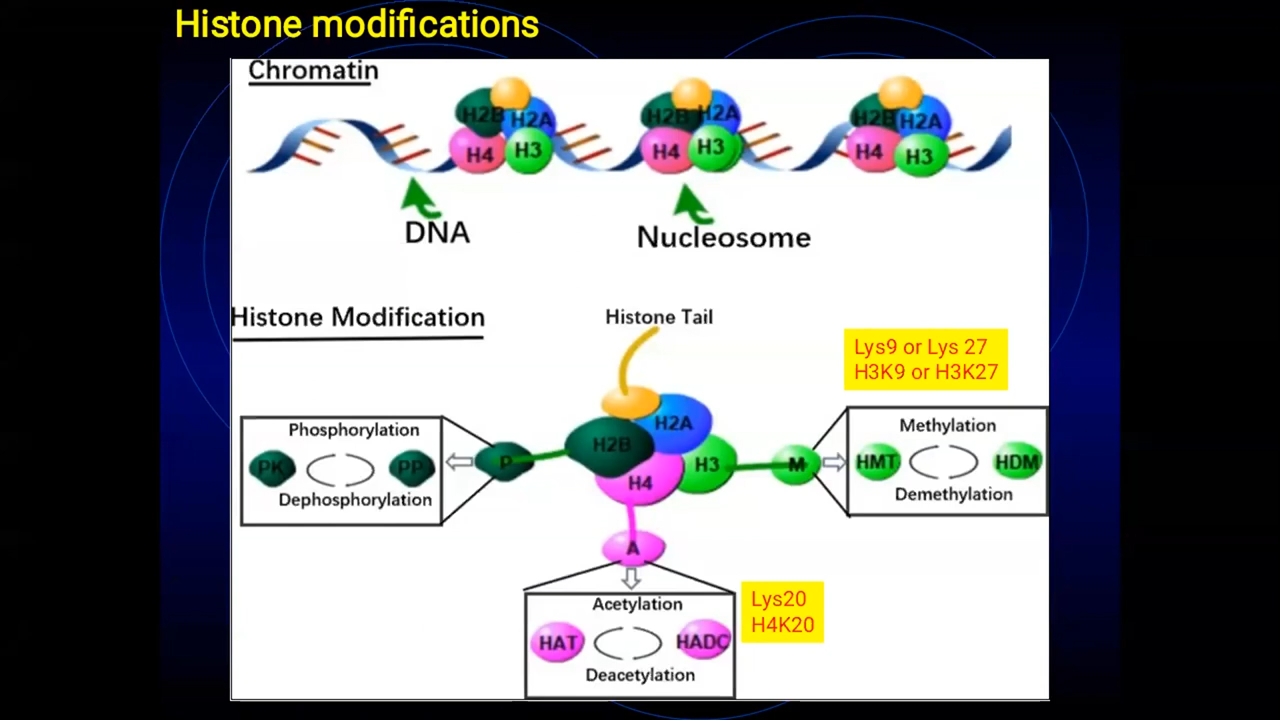 Histone modifications
Chromatin
H2B H2A H4 H3
H2B H2A H4 H3
H2B H2A H4 H3
DNA
Nucleosome
Histone Modification
Histone Tail
Lys9 or Lys 27
H3K9 or H3K27
H2A
H2B
H3
H4
P
M
A
Phosphorylation
PK PP
Dephosphorylation
Methylation
HMT HDM
Demethylation
Acetylation
HAT HADC
Deacetylation
Lys20
H4K20